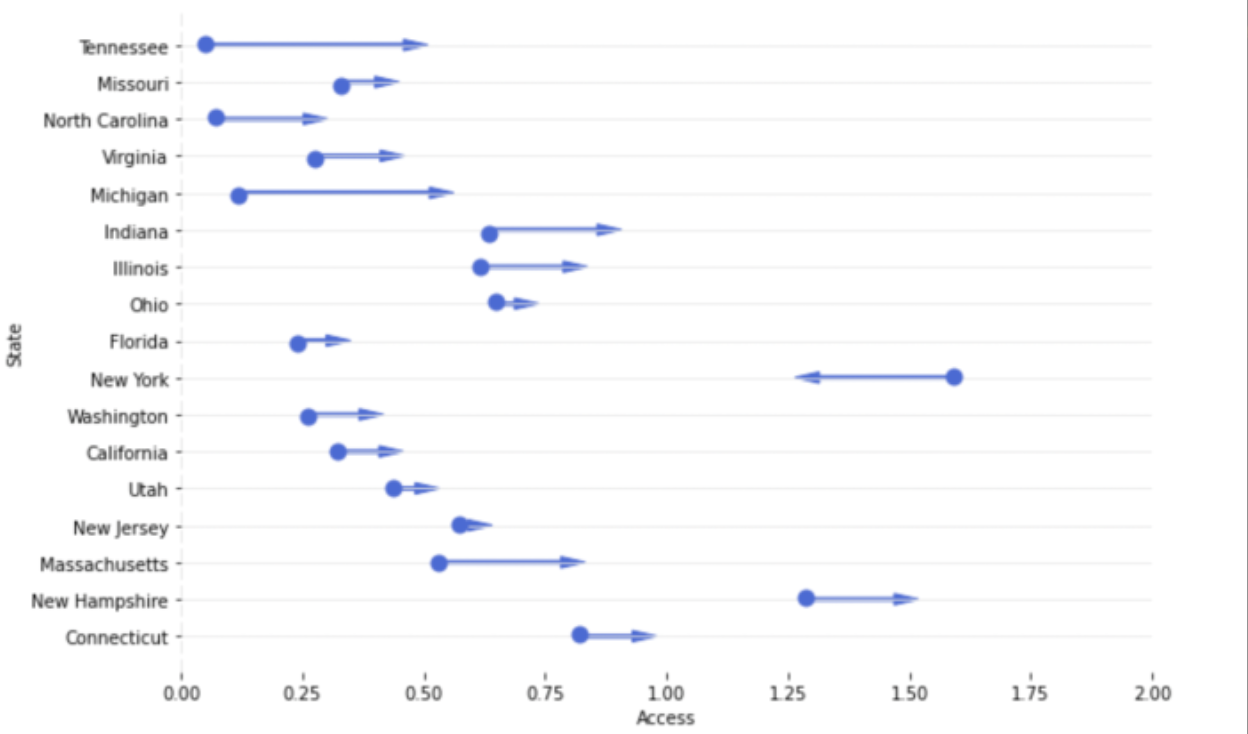 Tennessee
Missouri
North Carolina
Virginia
Michigan
Indiana
Illinois
Ohio
Florida
New York
Washington
California
Utah
New Jersey
Massachusetts
New Hampshire
Connecticut
State
0.00 0.25 0.50 0.75 1.00 1.25 1.50 1.75 2.00
Access